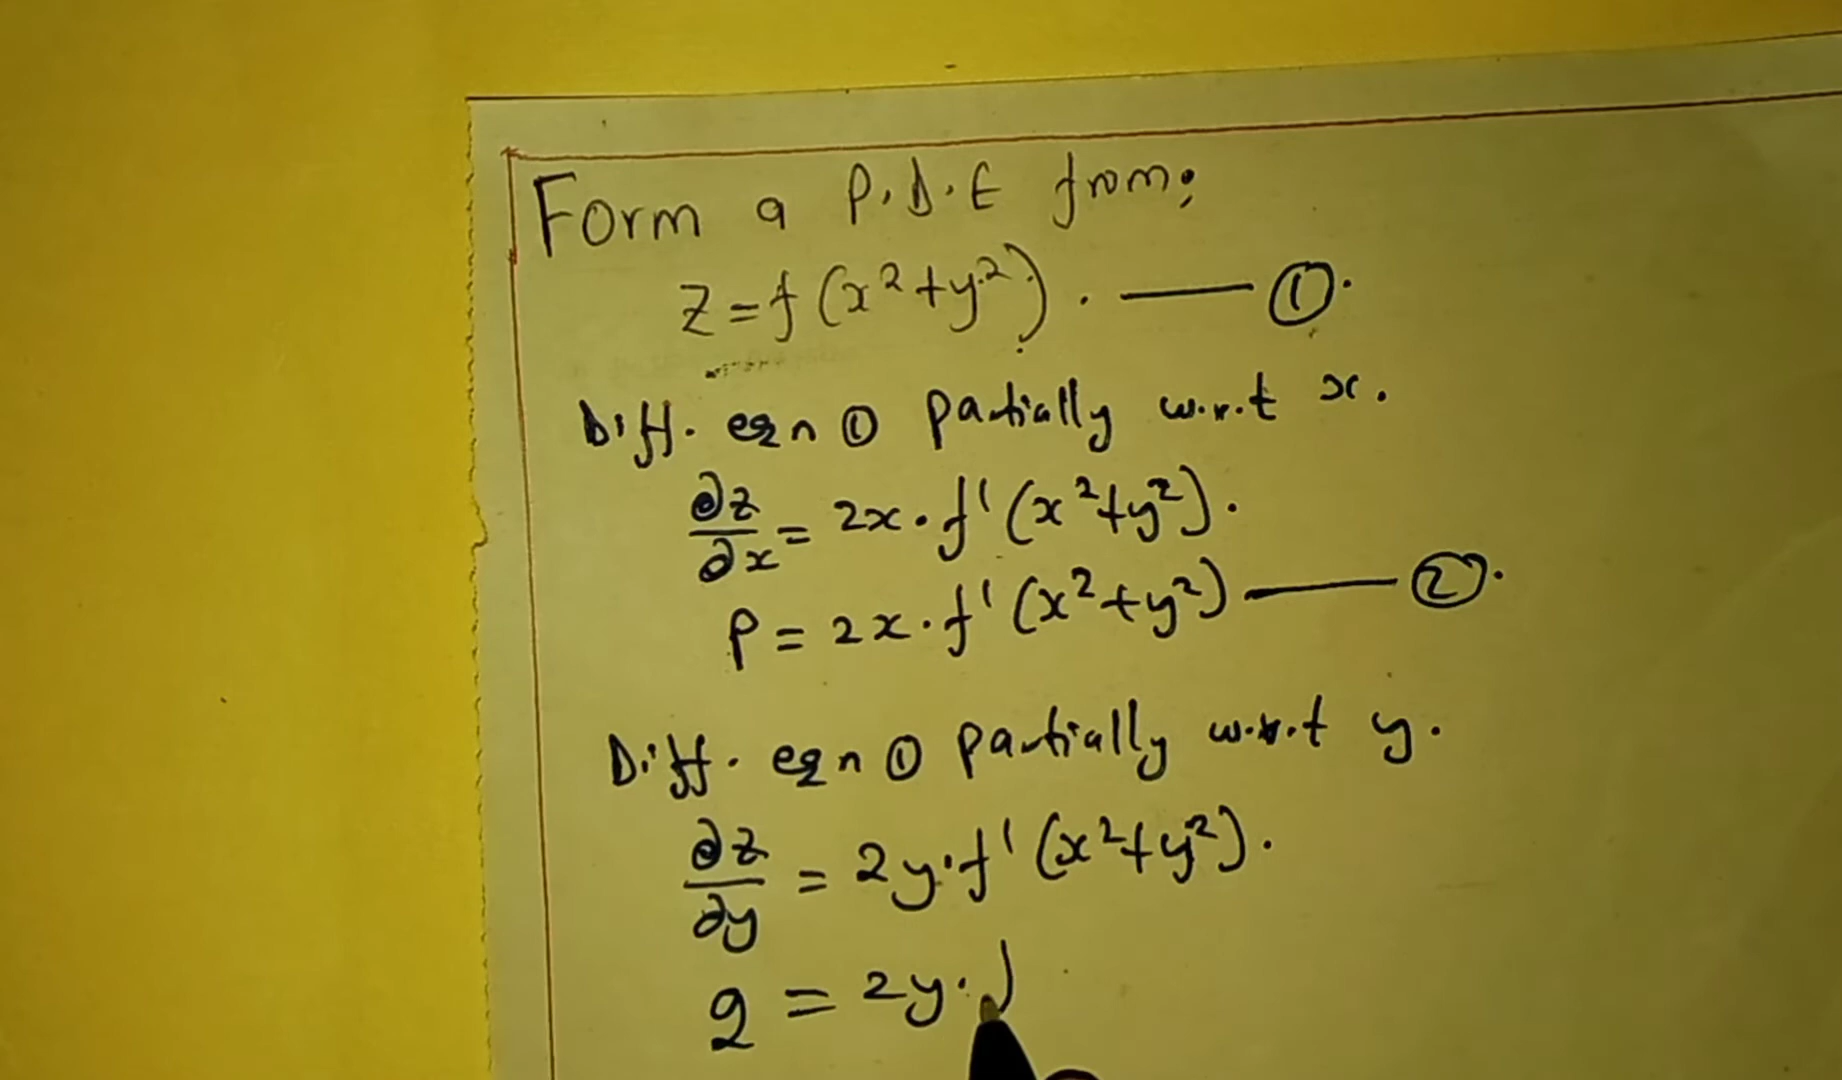 Form a P.D.E from;
z = f(x²+y²). — ①.
Diff. eqn ① partially w.r.t x.
∂z/∂x = 2x·f'(x²+y²).
p = 2x·f'(x²+y²) — ②.
Diff. eqn ① partially w.r.t y.
∂z/∂y = 2y·f'(x²+y²).
q = 2y·